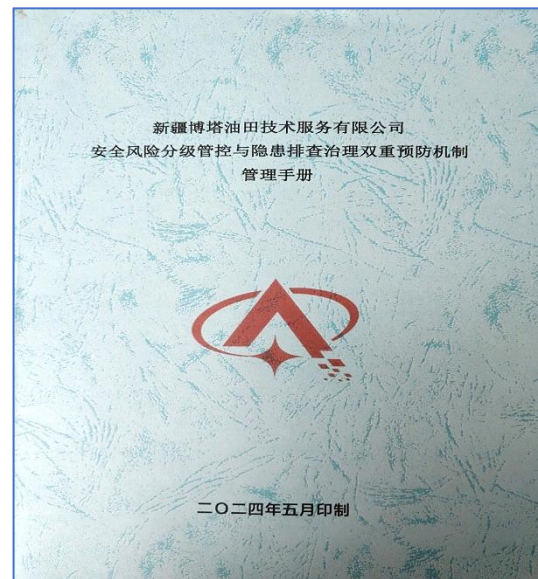 新疆博塔油田技术服务有限公司
安全风险分级管控与隐患排查治理双重预防机制
管理手册
二〇二四年五月印制